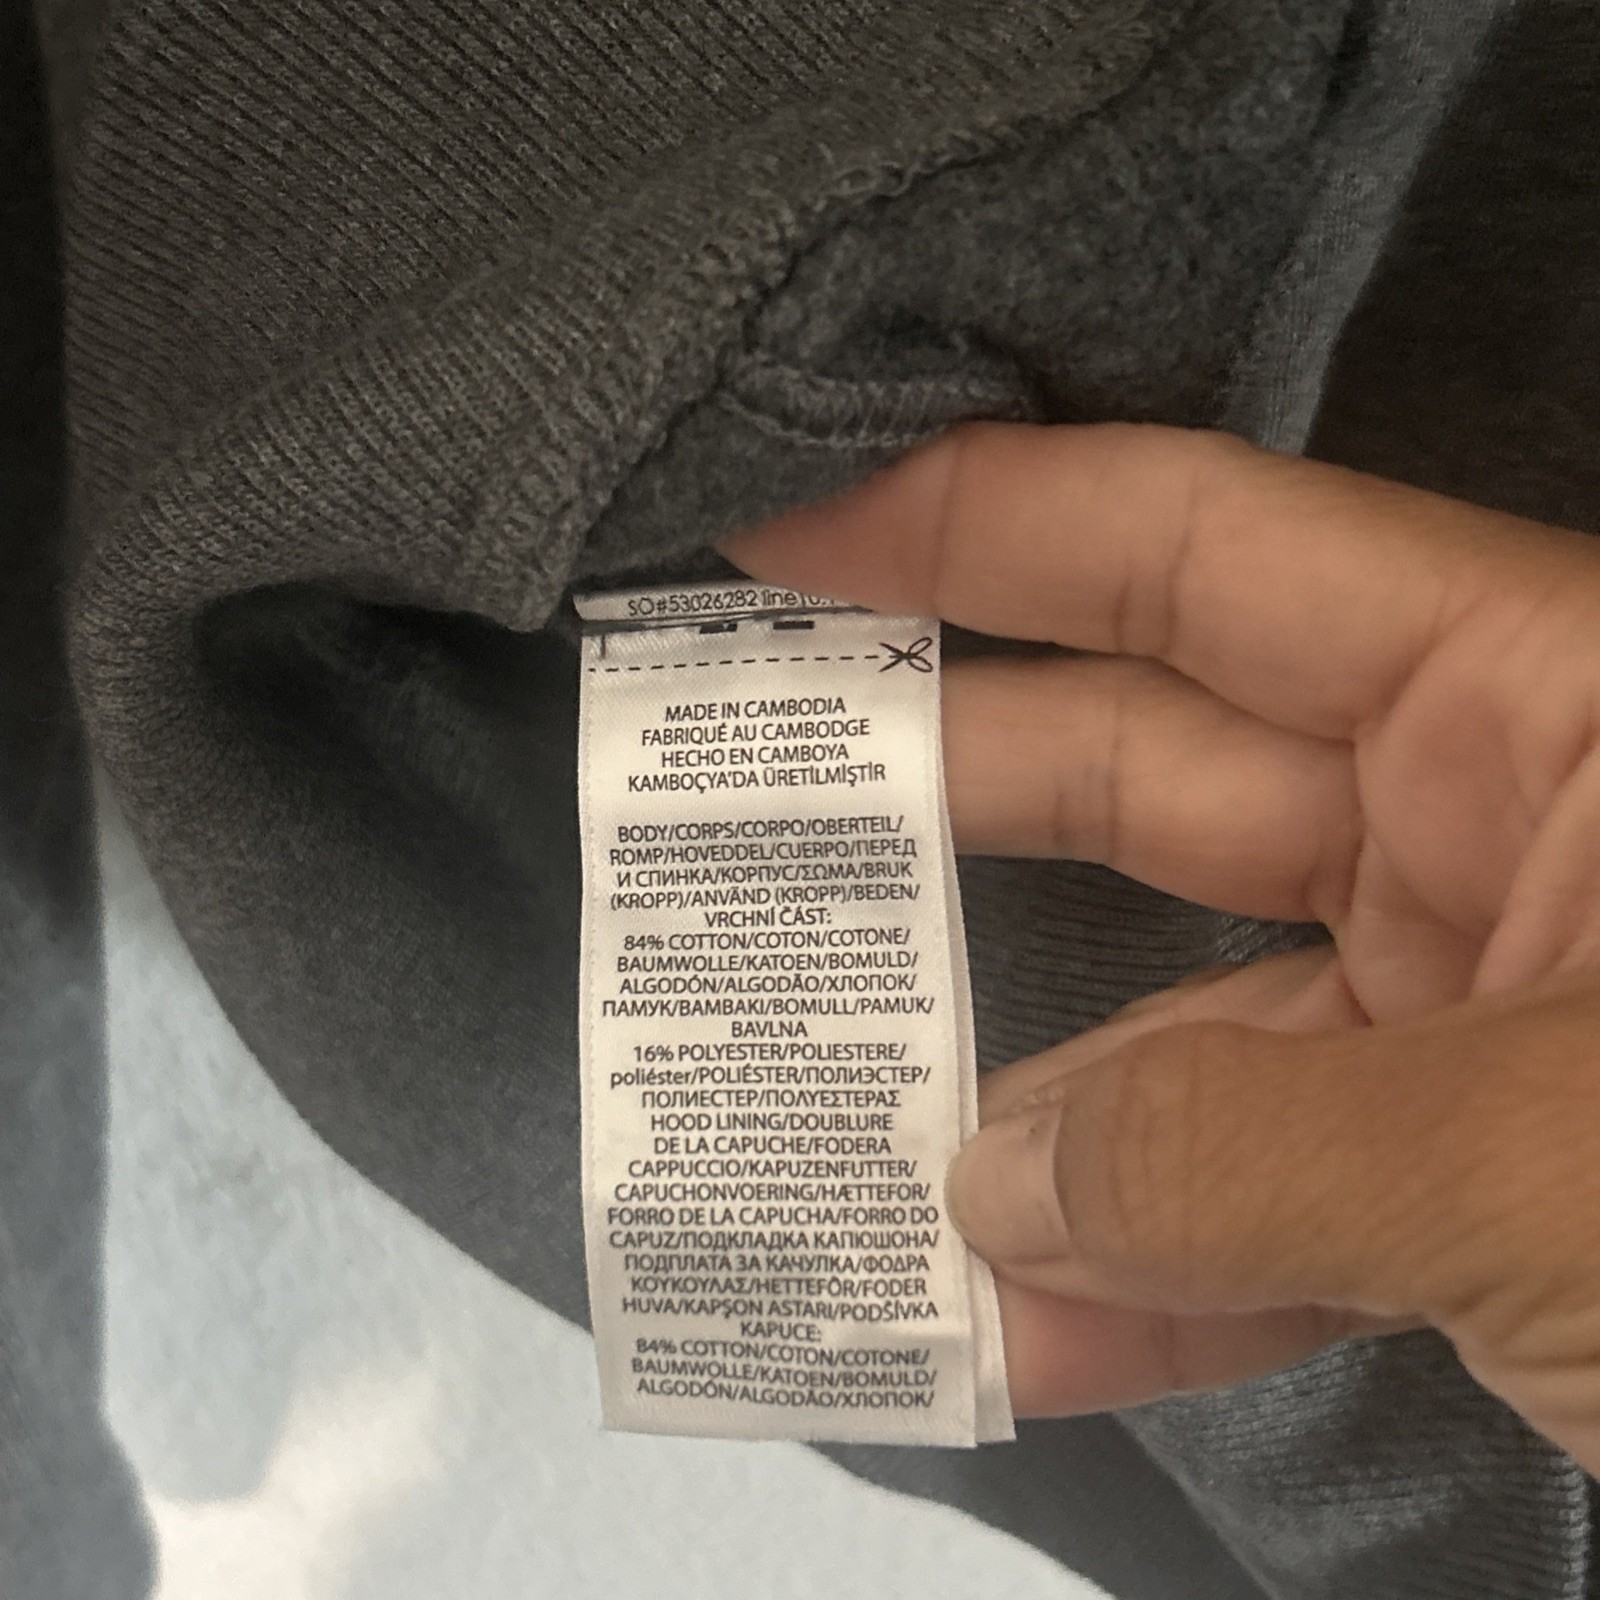 SO#53026282 line
MADE IN CAMBODIA
FABRIQUÉ AU CAMBODGE
HECHO EN CAMBOYA
KAMBOÇYA'DA ÜRETİLMİŞTİR
BODY/CORPS/CORPO/OBERTEIL/
ROMP/HOVEDDEL/CUERPO/ПЕРЕД
И СПИНКА/КОРПУС/ΣΩΜΑ/BRUK
(KROPP)/ANVÄND (KROPP)/BEDEN/
VRCHNÍ ČÁST:
84% COTTON/COTON/COTONE/
BAUMWOLLE/KATOEN/BOMULD/
ALGODÓN/ALGODÃO/ХЛОПОК/
ПАМУК/BAMBAKI/BOMULL/PAMUK/
BAVLNA
16% POLYESTER/POLIESTERE/
poliéster/POLIÉSTER/ПОЛИЭСТЕР/
ПОЛИЕСТЕР/ΠΟΛΥΕΣΤΕΡΑΣ
HOOD LINING/DOUBLURE
DE LA CAPUCHE/FODERA
CAPPUCCIO/KAPUZENFUTTER/
CAPUCHONVOERING/HÆTTEFOR/
FORRO DE LA CAPUCHA/FORRO DO
CAPUZ/ПОДКЛАДКА КАПЮШОНА/
ПОДПЛАТА ЗА КАЧУЛКА/ΦΟΔΡΑ
ΚΟΥΚΟΥΛΑΣ/HETTEFÔR/FODER
HUVA/KAPŞON ASTARI/PODŠÍVKA
KAPUCE:
84% COTTON/COTON/COTONE/
BAUMWOLLE/KATOEN/BOMULD/
ALGODÓN/ALGODÃO/ХЛОПОК/